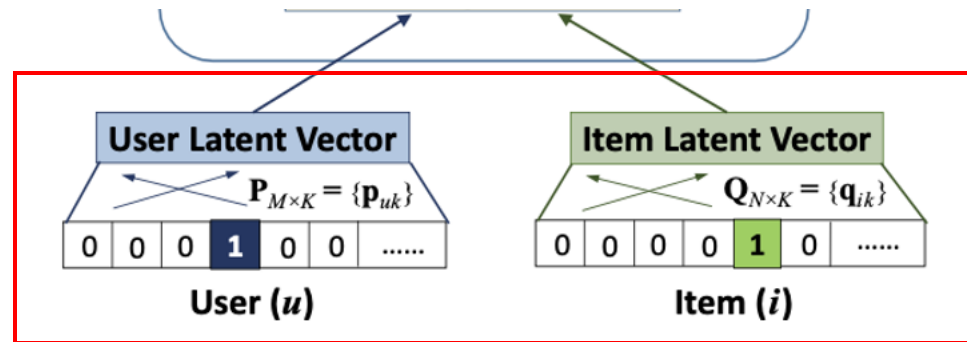 User Latent Vector
Item Latent Vector
P_{M×K} = {p_{uk}}
Q_{N×K} = {q_{ik}}
0 0 0 1 0 0 ......
0 0 0 0 1 0 ......
User (u)
Item (i)